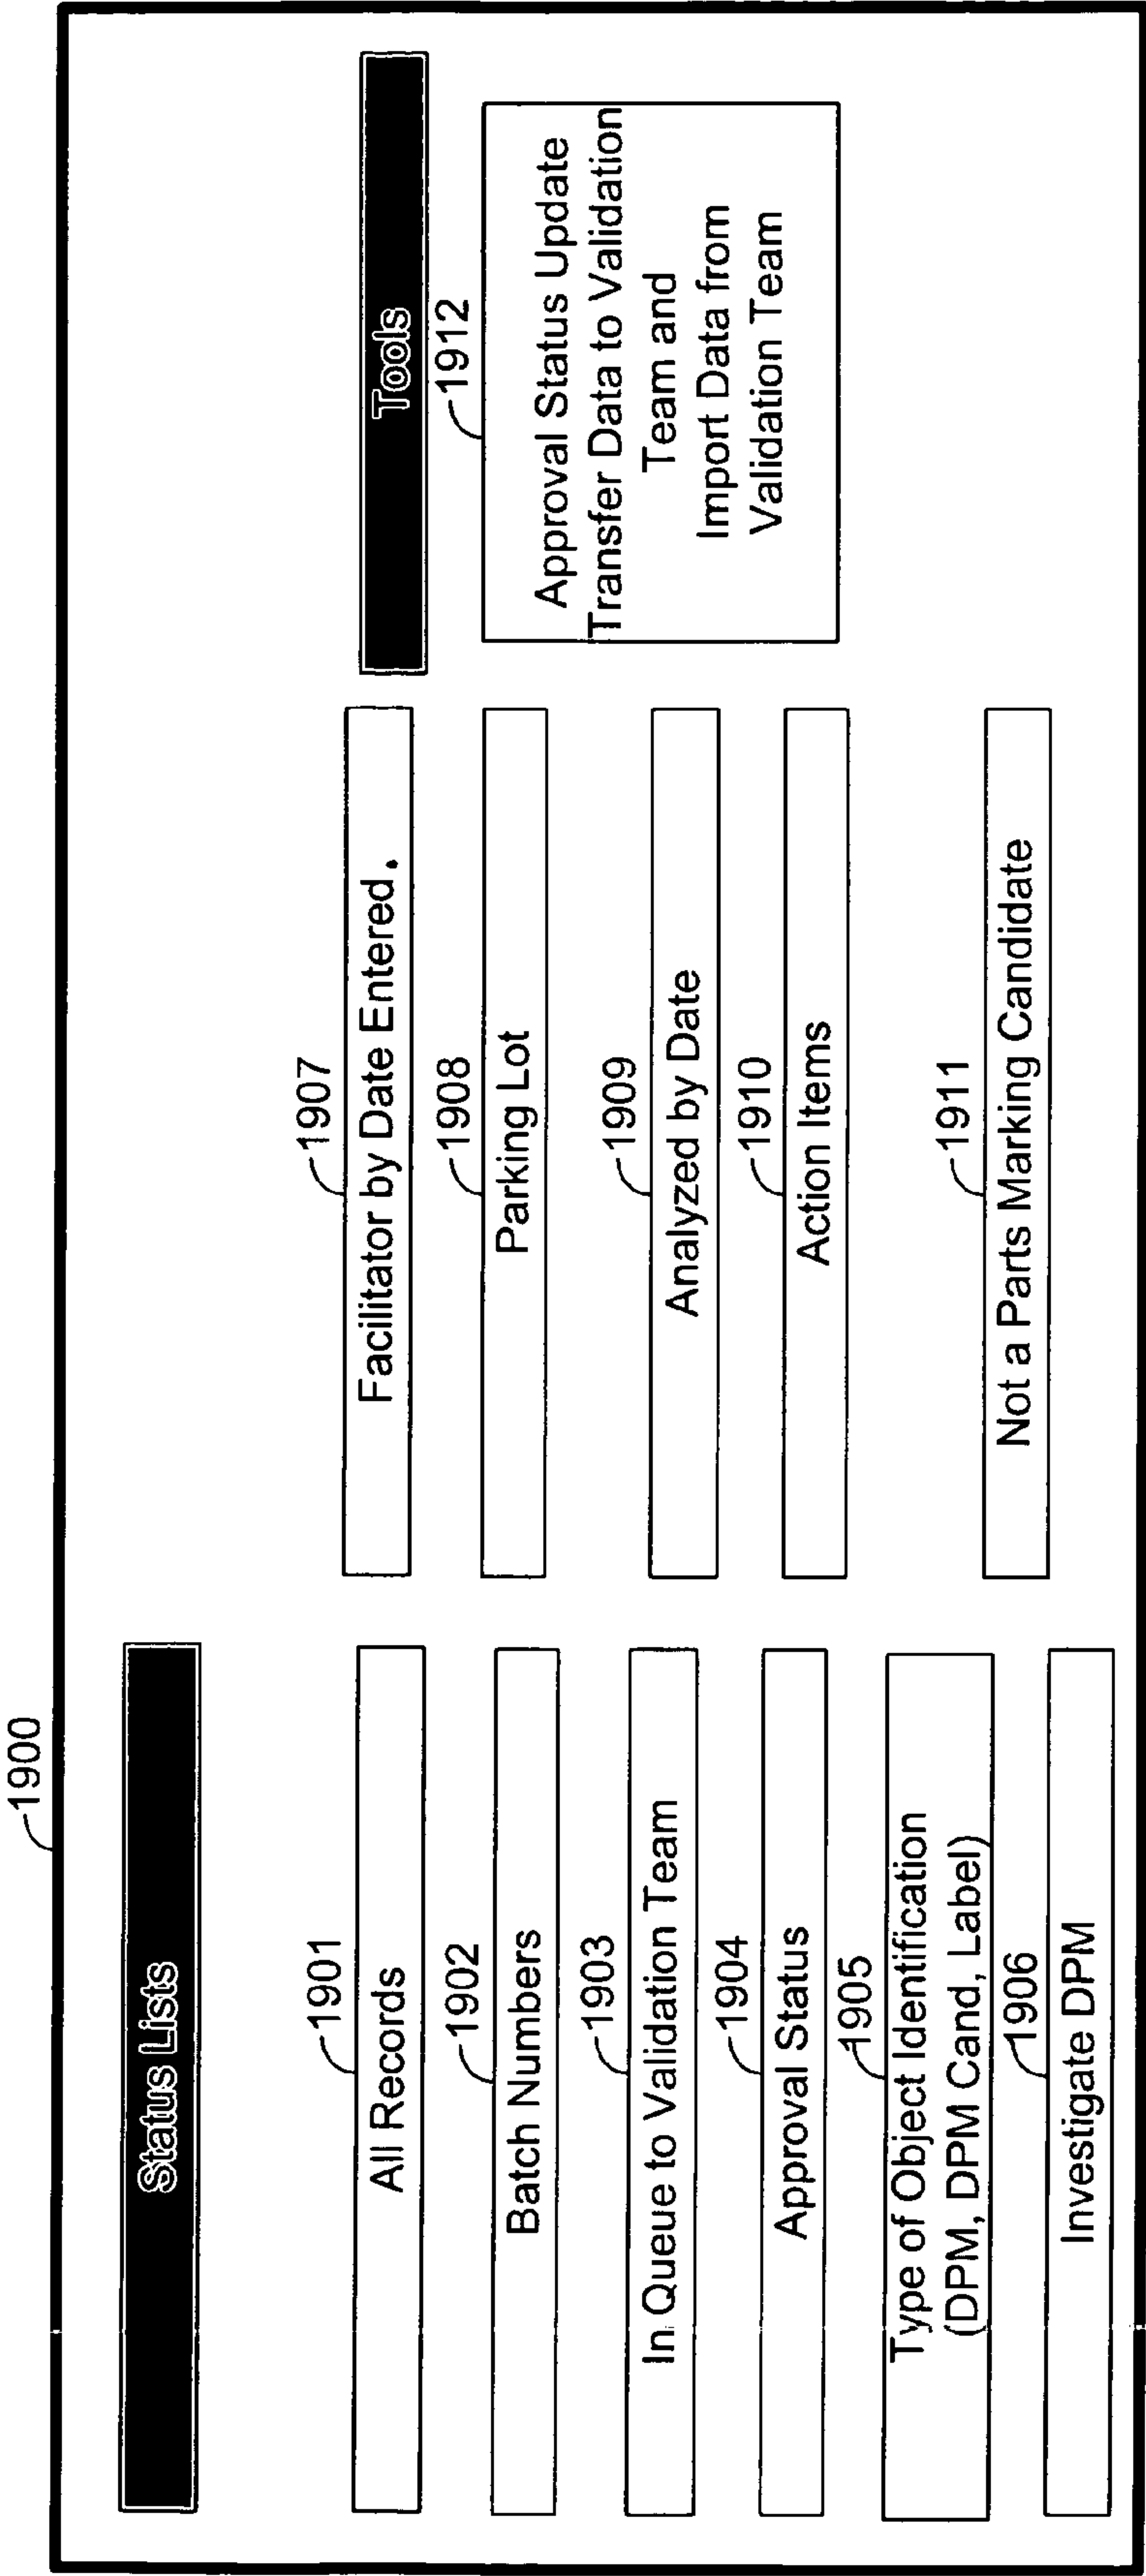 1900
Status Lists
1901
All Records
1902
Batch Numbers
1903
In Queue to Validation Team
1904
Approval Status
1905
Type of Object Identification
(DPM, DPM Cand, Label)
1906
Investigate DPM
1907
Facilitator by Date Entered.
1908
Parking Lot
1909
Analyzed by Date
1910
Action Items
1911
Not a Parts Marking Candidate
Tools
1912
Approval Status Update
Transfer Data to Validation
Team and
Import Data from
Validation Team